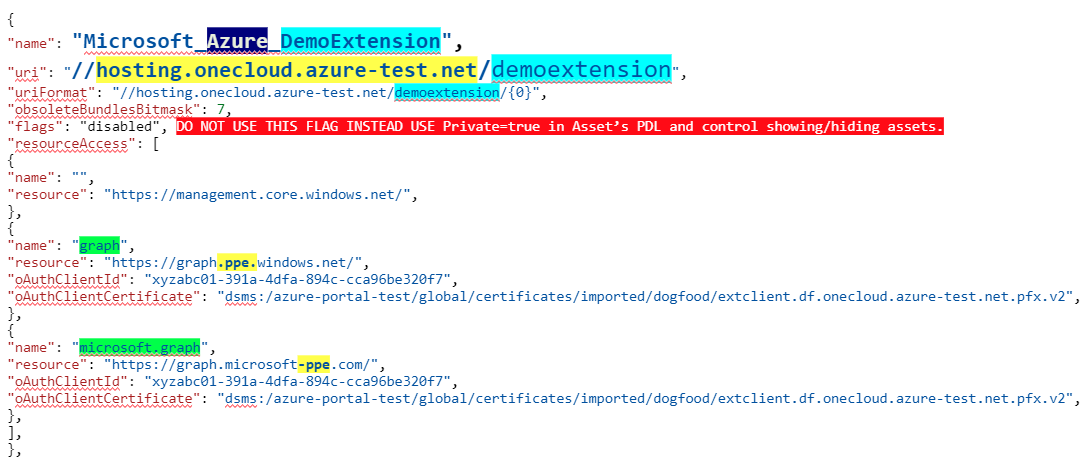 {
"name": "Microsoft_Azure_DemoExtension",
"uri": "//hosting.onecloud.azure-test.net/demoextension",
"uriFormat": "//hosting.onecloud.azure-test.net/demoextension/{0}",
"obsoleteBundlesBitmask": 7,
"flags": "disabled", DO NOT USE THIS FLAG INSTEAD USE Private=true in Asset’s PDL and control showing/hiding assets.
"resourceAccess": [
{
"name": "",
"resource": "https://management.core.windows.net/",
},
{
"name": "graph",
"resource": "https://graph.ppe.windows.net/",
"oAuthClientId": "xyzabc01-391a-4dfa-894c-cca96be320f7",
"oAuthClientCertificate": "dsms:/azure-portal-test/global/certificates/imported/dogfood/extclient.df.onecloud.azure-test.net.pfx.v2",
},
{
"name": "microsoft.graph",
"resource": "https://graph.microsoft-ppe.com/",
"oAuthClientId": "xyzabc01-391a-4dfa-894c-cca96be320f7",
"oAuthClientCertificate": "dsms:/azure-portal-test/global/certificates/imported/dogfood/extclient.df.onecloud.azure-test.net.pfx.v2",
},
],
},